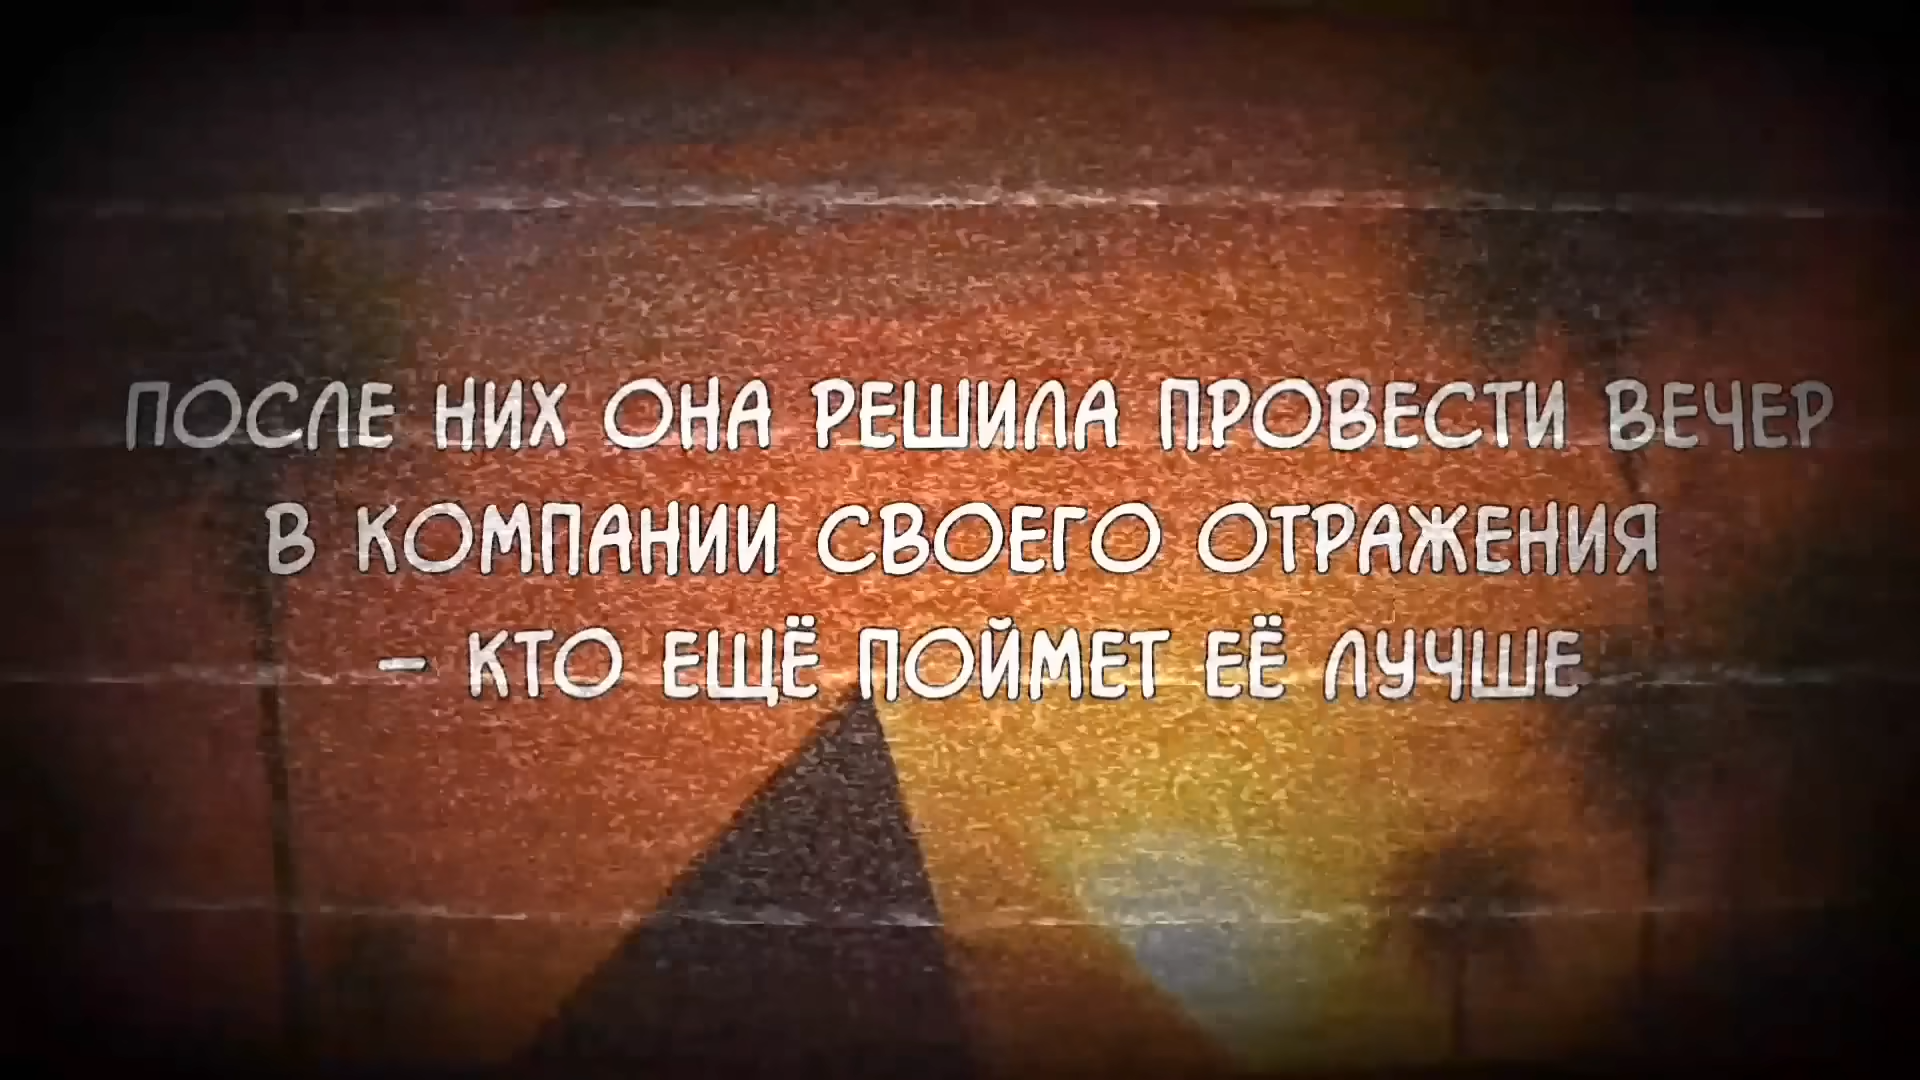 ПОСЛЕ НИХ ОНА РЕШИЛА ПРОВЕСТИ ВЕЧЕР
В КОМПАНИИ СВОЕГО ОТРАЖЕНИЯ
– КТО ЕЩЁ ПОЙМЕТ ЕЁ ЛУЧШЕ